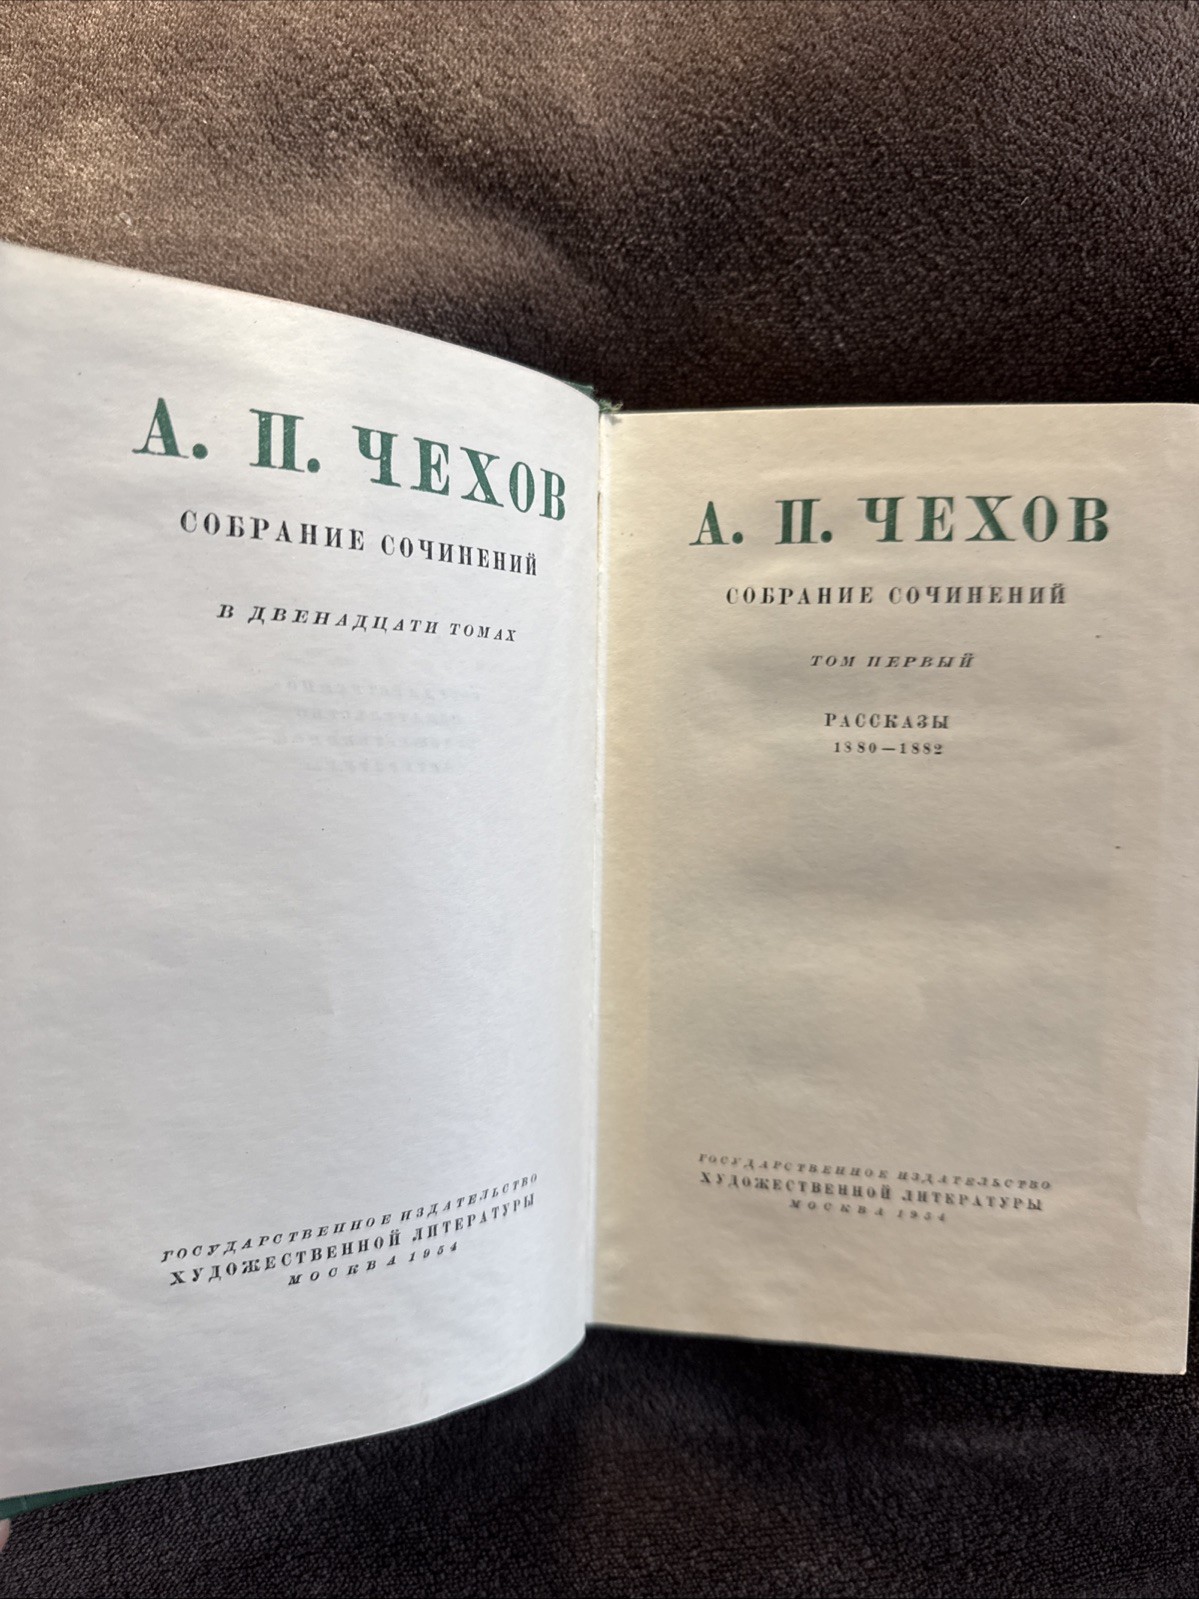 А. П. ЧЕХОВ
СОБРАНИЕ СОЧИНЕНИЙ
В ДВЕНАДЦАТИ ТОМАХ
ГОСУДАРСТВЕННОЕ ИЗДАТЕЛЬСТВО
ХУДОЖЕСТВЕННОЙ ЛИТЕРАТУРЫ
МОСКВА 1954
А. П. ЧЕХОВ
СОБРАНИЕ СОЧИНЕНИЙ
ТОМ ПЕРВЫЙ
РАССКАЗЫ
1880—1882
ГОСУДАРСТВЕННОЕ ИЗДАТЕЛЬСТВО
ХУДОЖЕСТВЕННОЙ ЛИТЕРАТУРЫ
МОСКВА 1954